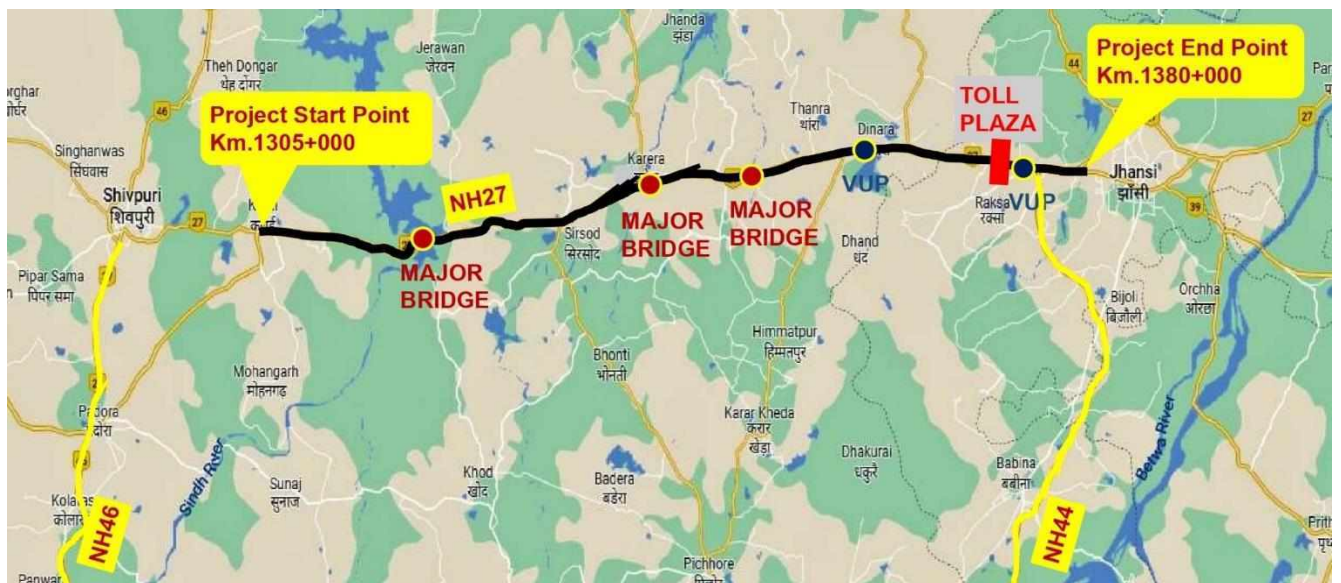 Jhanda
झंडा
Theh Dongar
थेह दोंगर
Jerawan
जेरवन
44
Project End Point
Km.1380+000
46
Project Start Point
Km.1305+000
TOLL
PLAZA
Thanra
थांरा
Dinara
27
Singhanwas
सिंघवास
Karera
Shivpuri
शिवपुरी
27
NH27
VUP
Raksa
रक्सा
VUP
Jhansi
झाँसी
39
MAJOR
BRIDGE
MAJOR
BRIDGE
Sirsod
सिरसोद
Dhand
धंद
MAJOR
BRIDGE
Pipar Sama
पिपर समा
Bijoli
बिजौली
Orchha
ओरछा
Himmatpur
हिम्मतपुर
Bhonti
भोनती
Mohangarh
मोहनगढ़
Karar Kheda
करार
खेड़ा
Padora
Dhakurai
धकुरै
Betwa River
Sindh River
Khod
खोद
Badera
बडेरा
Babina
बबीना
Sunaj
सुनाज
Kolaras
NH46
NH44
Pichhore
Panwar